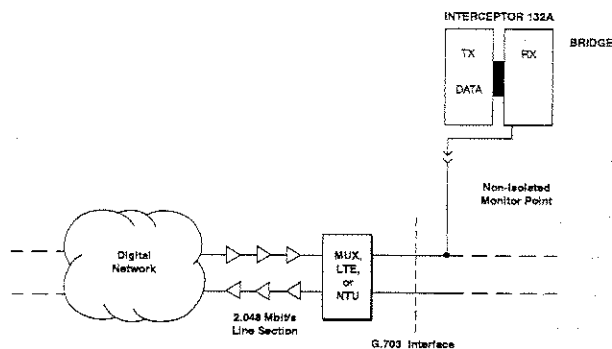 INTERCEPTOR 132A
BRIDGE
TX
DATA
RX
Non-Isolated
Monitor Point
Digital
Network
MUX,
LTE,
or
NTU
2.048 Mbit/s
Line Section
G.703 Interface